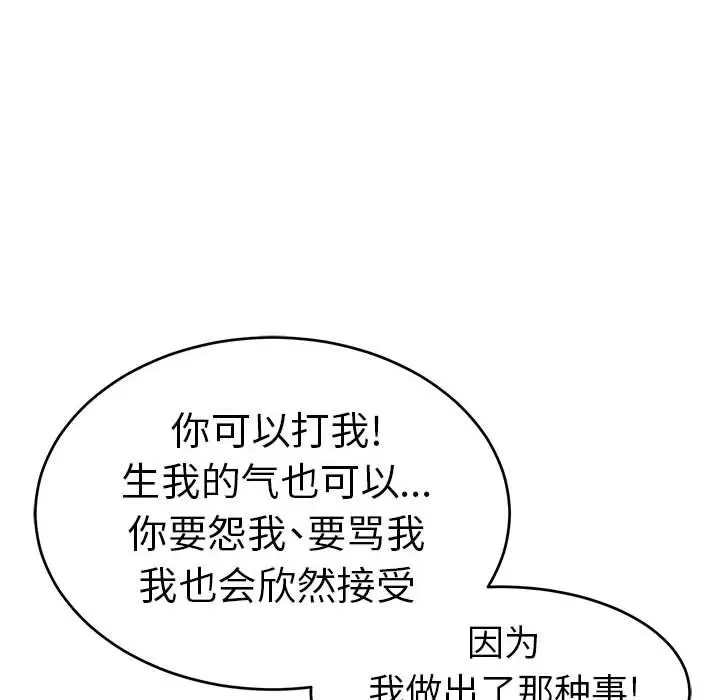 你可以打我!
生我的气也可以...
你要怨我、要骂我
我也会欣然接受
因为
我做出了那种事!